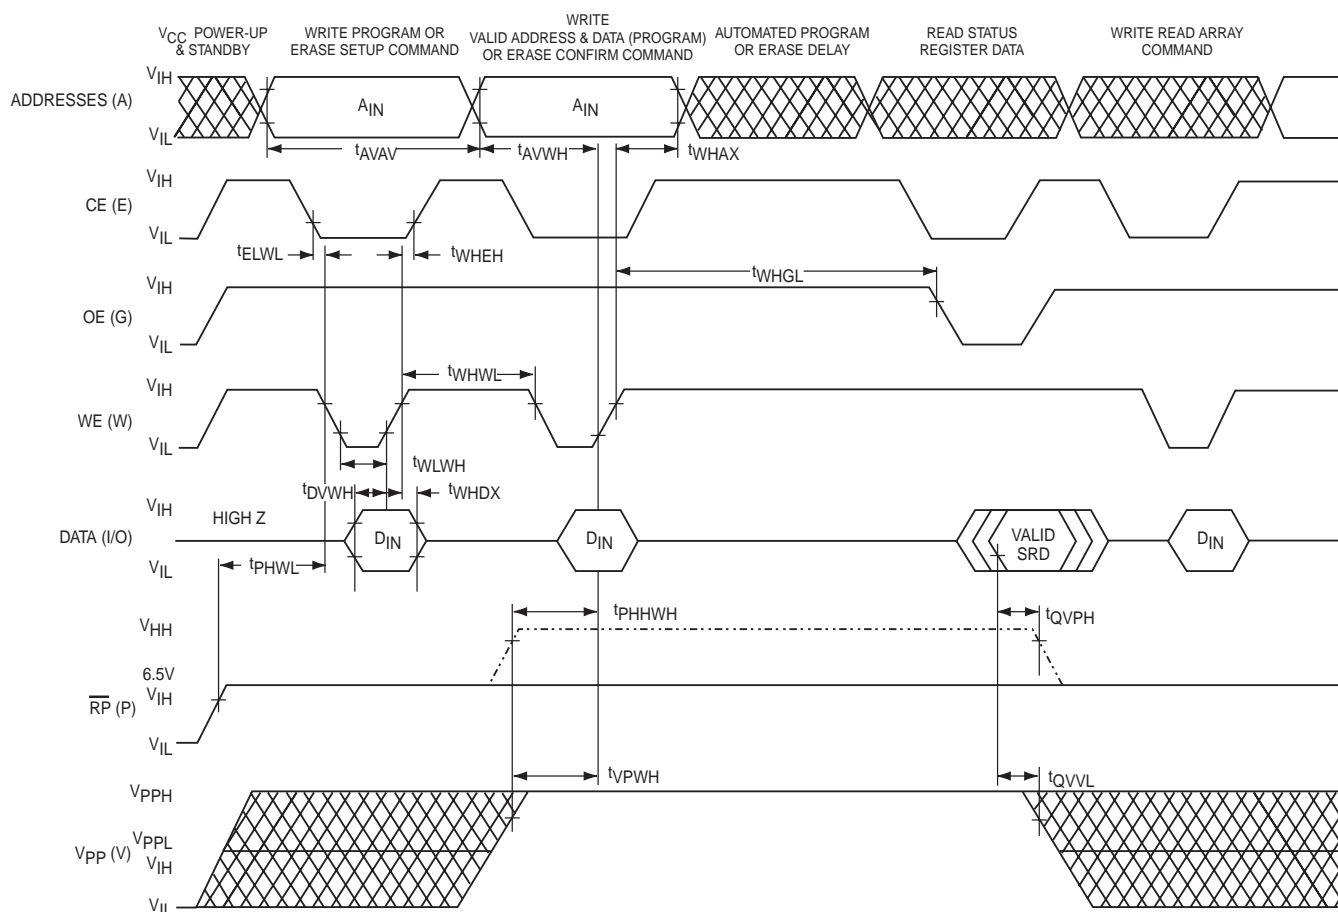 VCC POWER-UP
& STANDBY
WRITE PROGRAM OR
ERASE SETUP COMMAND
WRITE
VALID ADDRESS & DATA (PROGRAM)
OR ERASE CONFIRM COMMAND
AUTOMATED PROGRAM
OR ERASE DELAY
READ STATUS
REGISTER DATA
WRITE READ ARRAY
COMMAND
VIH
ADDRESSES (A)
AIN
AIN
VIL
tAVAV
tAVWH
tWHAX
VIH
CE (E)
VIL
tELWL
tWHEH
tWHGL
VIH
OE (G)
VIL
tWHWL
VIH
WE (W)
VIL
tWLWH
tDVWH
tWHDX
VIH
HIGH Z
DATA (I/O)
DIN
DIN
VALID
SRD
DIN
VIL
tPHWL
tPHHWH
tQVPH
VHH
6.5V
VIH
RP (P)
VIL
tVPWH
tQVVL
VPPH
VPPL
VPP (V)
VIH
VIL